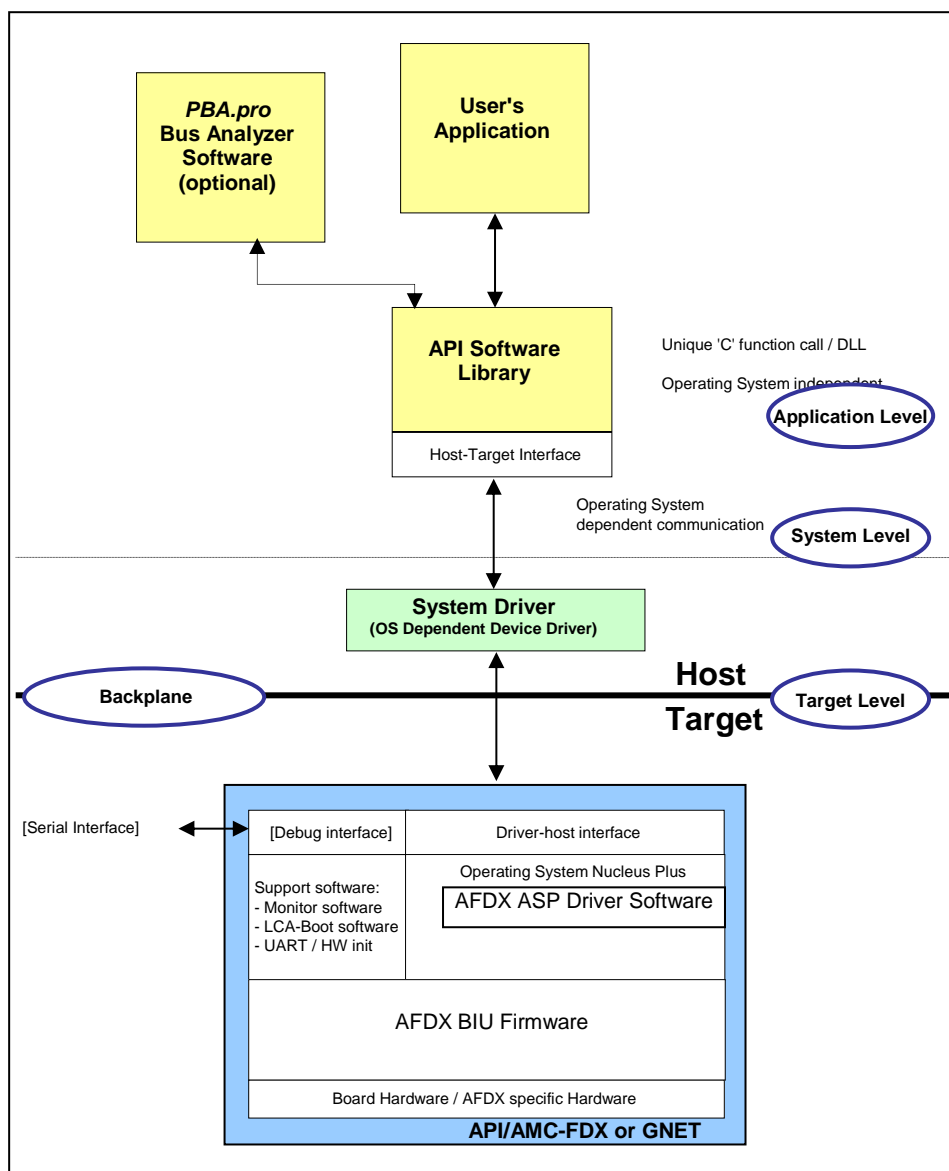 PBA.pro
Bus Analyzer
Software
(optional)
User's
Application
API Software
Library
Host-Target Interface
Unique 'C' function call / DLL
Operating System independent
Application Level
Operating System
dependent communication
System Level
System Driver
(OS Dependent Device Driver)
Backplane
Host
Target
Target Level
[Serial Interface]
[Debug interface]
Driver-host interface
Support software:
- Monitor software
- LCA-Boot software
- UART / HW init
Operating System Nucleus Plus
AFDX ASP Driver Software
AFDX BIU Firmware
Board Hardware / AFDX specific Hardware
API/AMC-FDX or GNET